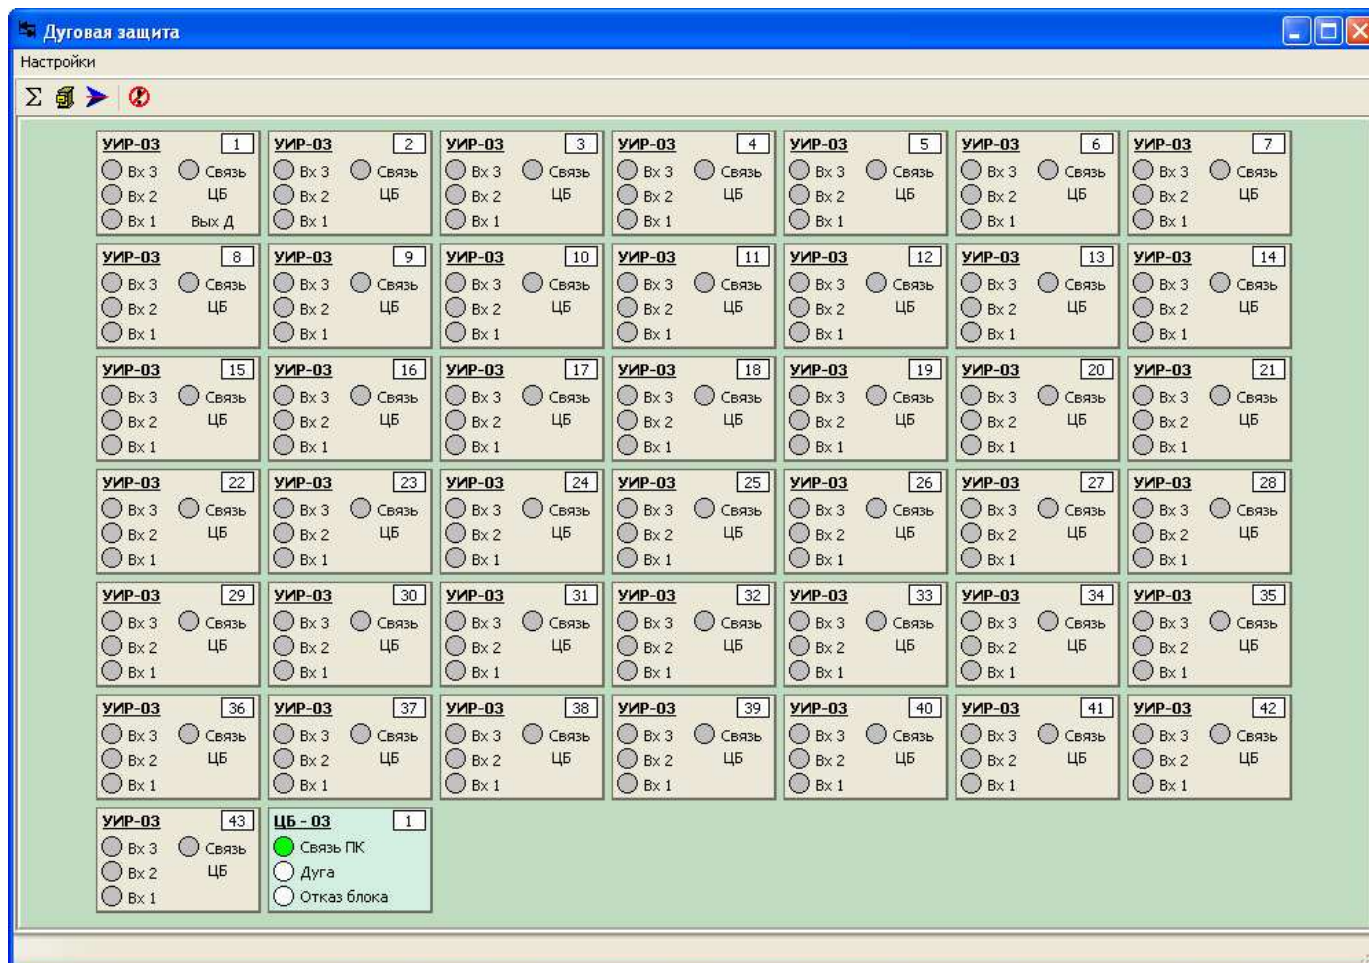 Дуговая защита
Настройки
УИР-03 1 УИР-03 2 УИР-03 3 УИР-03 4 УИР-03 5 УИР-03 6 УИР-03 7
Вх 3 Связь Вх 3 Связь Вх 3 Связь Вх 3 Связь Вх 3 Связь Вх 3 Связь Вх 3 Связь
Вх 2 ЦБ Вх 2 ЦБ Вх 2 ЦБ Вх 2 ЦБ Вх 2 ЦБ Вх 2 ЦБ Вх 2 ЦБ
Вх 1 Вых Д Вх 1 Вх 1 Вх 1 Вх 1 Вх 1 Вх 1
УИР-03 8 УИР-03 9 УИР-03 10 УИР-03 11 УИР-03 12 УИР-03 13 УИР-03 14
Вх 3 Связь Вх 3 Связь Вх 3 Связь Вх 3 Связь Вх 3 Связь Вх 3 Связь Вх 3 Связь
Вх 2 ЦБ Вх 2 ЦБ Вх 2 ЦБ Вх 2 ЦБ Вх 2 ЦБ Вх 2 ЦБ Вх 2 ЦБ
Вх 1 Вх 1 Вх 1 Вх 1 Вх 1 Вх 1 Вх 1
УИР-03 15 УИР-03 16 УИР-03 17 УИР-03 18 УИР-03 19 УИР-03 20 УИР-03 21
Вх 3 Связь Вх 3 Связь Вх 3 Связь Вх 3 Связь Вх 3 Связь Вх 3 Связь Вх 3 Связь
Вх 2 ЦБ Вх 2 ЦБ Вх 2 ЦБ Вх 2 ЦБ Вх 2 ЦБ Вх 2 ЦБ Вх 2 ЦБ
Вх 1 Вх 1 Вх 1 Вх 1 Вх 1 Вх 1 Вх 1
УИР-03 22 УИР-03 23 УИР-03 24 УИР-03 25 УИР-03 26 УИР-03 27 УИР-03 28
Вх 3 Связь Вх 3 Связь Вх 3 Связь Вх 3 Связь Вх 3 Связь Вх 3 Связь Вх 3 Связь
Вх 2 ЦБ Вх 2 ЦБ Вх 2 ЦБ Вх 2 ЦБ Вх 2 ЦБ Вх 2 ЦБ Вх 2 ЦБ
Вх 1 Вх 1 Вх 1 Вх 1 Вх 1 Вх 1 Вх 1
УИР-03 29 УИР-03 30 УИР-03 31 УИР-03 32 УИР-03 33 УИР-03 34 УИР-03 35
Вх 3 Связь Вх 3 Связь Вх 3 Связь Вх 3 Связь Вх 3 Связь Вх 3 Связь Вх 3 Связь
Вх 2 ЦБ Вх 2 ЦБ Вх 2 ЦБ Вх 2 ЦБ Вх 2 ЦБ Вх 2 ЦБ Вх 2 ЦБ
Вх 1 Вх 1 Вх 1 Вх 1 Вх 1 Вх 1 Вх 1
УИР-03 36 УИР-03 37 УИР-03 38 УИР-03 39 УИР-03 40 УИР-03 41 УИР-03 42
Вх 3 Связь Вх 3 Связь Вх 3 Связь Вх 3 Связь Вх 3 Связь Вх 3 Связь Вх 3 Связь
Вх 2 ЦБ Вх 2 ЦБ Вх 2 ЦБ Вх 2 ЦБ Вх 2 ЦБ Вх 2 ЦБ Вх 2 ЦБ
Вх 1 Вх 1 Вх 1 Вх 1 Вх 1 Вх 1 Вх 1
УИР-03 43 ЦБ - 03 1
Вх 3 Связь Связь ПК
Вх 2 ЦБ Дуга
Вх 1 Отказ блока